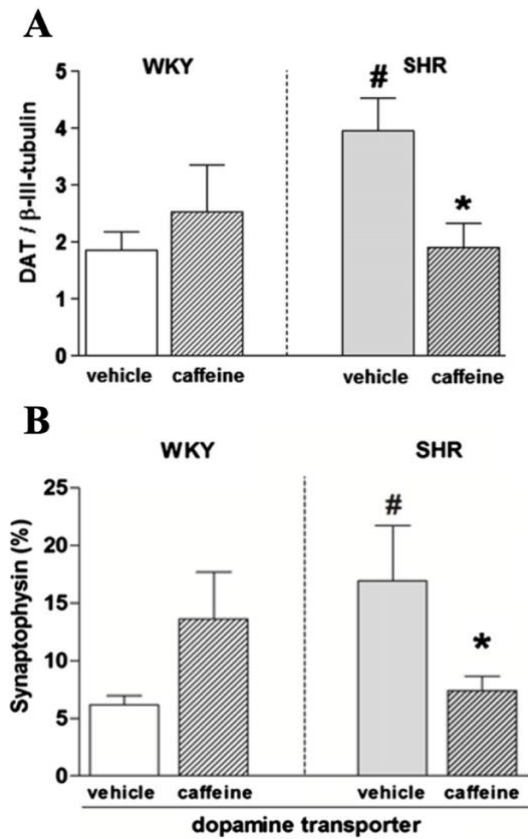 A
WKY SHR
DAT / β-III-tubulin
5
4
3
2
1
0
#
*
vehicle caffeine vehicle caffeine
B
WKY SHR
Synaptophysin (%)
25
20
15
10
5
0
#
*
vehicle caffeine vehicle caffeine
dopamine transporter